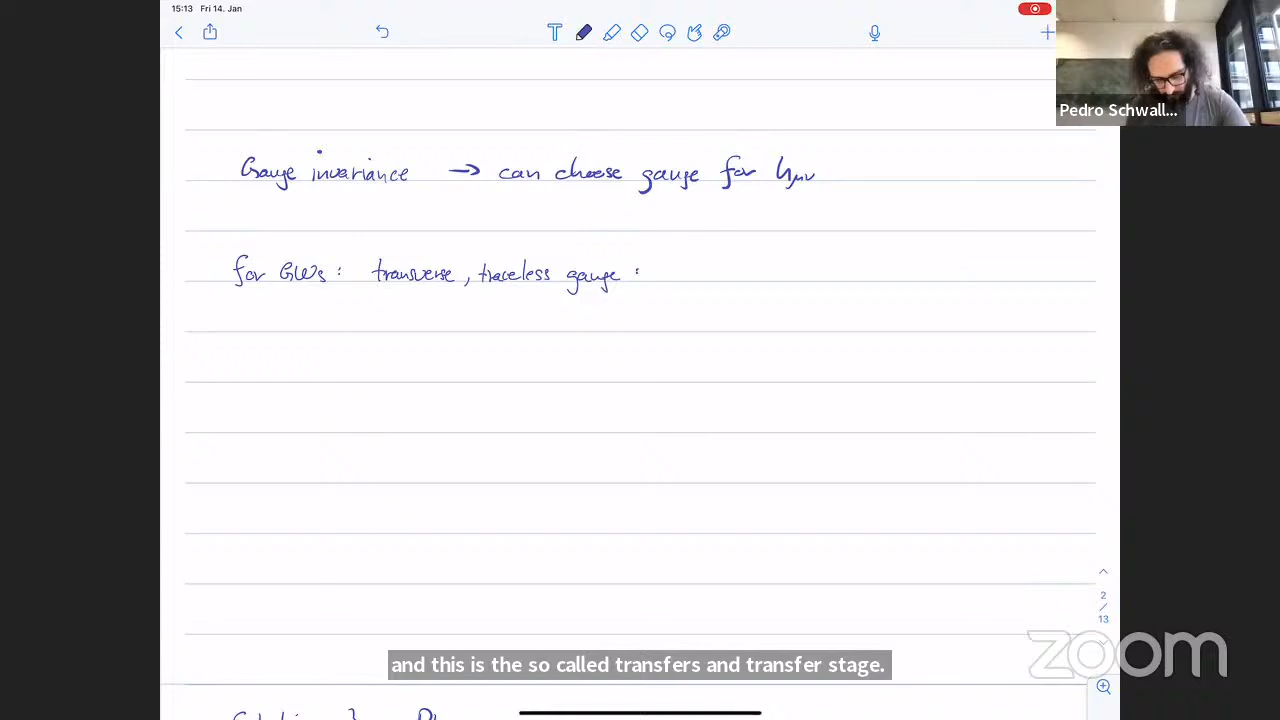 15:13 Fri 14. Jan
Pedro Schwall...
Gauge invariance → can choose gauge for hμν
for GWs : transverse, traceless gauge :
2
/
13
and this is the so called transfers and transfer stage.
zoom